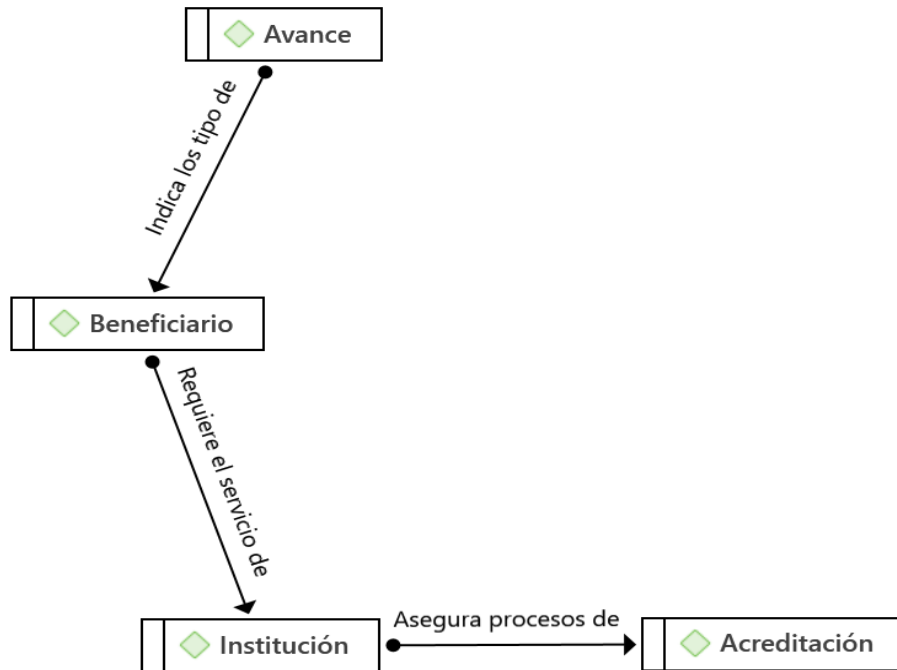 Avance
Indica los tipo de
Beneficiario
Requiere el servicio de
Institución
Asegura procesos de
Acreditación